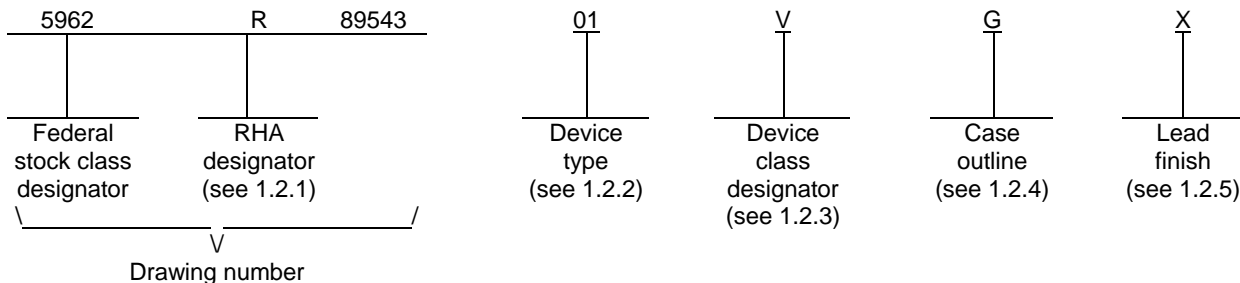 5962 R 89543 01 V G X
Federal stock class designator
RHA designator (see 1.2.1)
Device type (see 1.2.2)
Device class designator (see 1.2.3)
Case outline (see 1.2.4)
Lead finish (see 1.2.5)
Drawing number